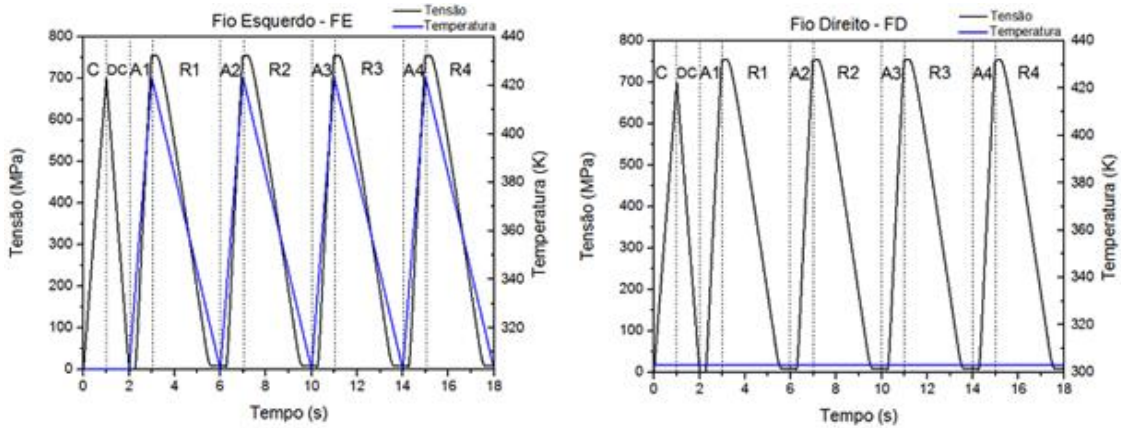 Fio Esquerdo - FE
Tensão
Temperatura
C DC A1 R1 A2 R2 A3 R3 A4 R4
800
700
600
500
400
300
200
100
0
440
420
400
380
360
340
320
0 2 4 6 8 10 12 14 16 18
Tensão (MPa)
Temperatura (K)
Tempo (s)
Fio Direito - FD
Tensão
Temperatura
C DC A1 R1 A2 R2 A3 R3 A4 R4
800
700
600
500
400
300
200
100
0
440
420
400
380
360
340
320
300
0 2 4 6 8 10 12 14 16 18
Tensão (MPa)
Temperatura (K)
Tempo (s)